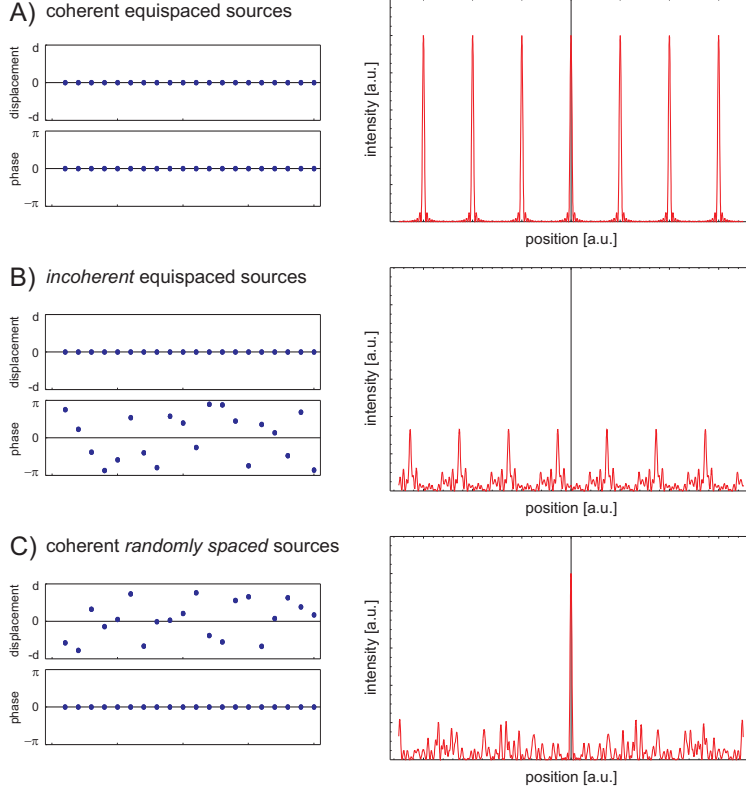 A) coherent equispaced sources
displacement
d
0
-d
phase
π
0
−π
intensity [a.u.]
position [a.u.]
B) incoherent equispaced sources
displacement
d
0
-d
phase
π
0
−π
intensity [a.u.]
position [a.u.]
C) coherent randomly spaced sources
displacement
d
0
-d
phase
π
0
−π
intensity [a.u.]
position [a.u.]